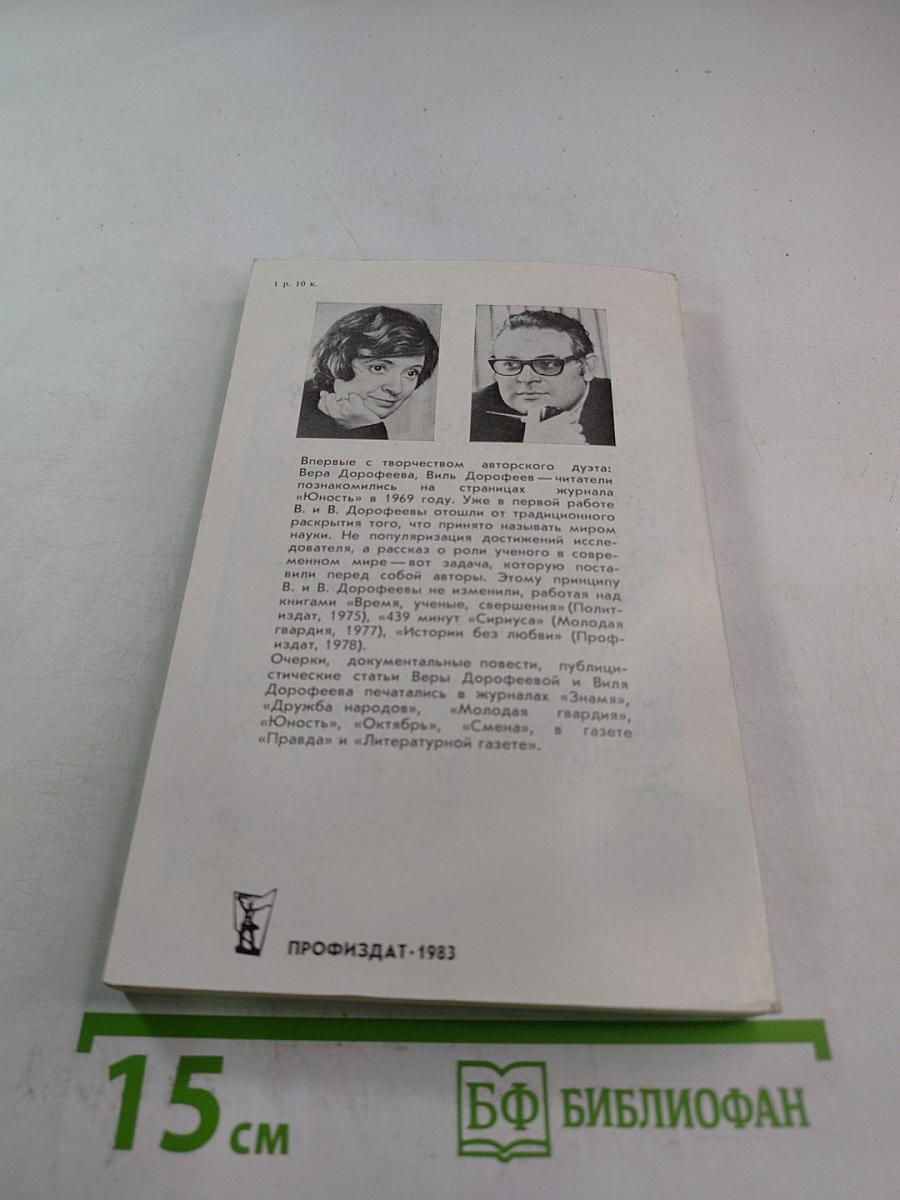 1 р. 10 к.
Впервые с творчеством авторского дуэта:
Вера Дорофеева, Виль Дорофеев — читатели
познакомились на страницах журнала
«Юность» в 1969 году. Уже в первой работе
В. и В. Дорофеевы отошли от традиционного
раскрытия того, что принято называть миром
науки. Не популяризация достижений иссле-
дователя, а рассказ о роли ученого в совре-
менном мире — вот задача, которую поста-
вили перед собой авторы. Этому принципу
В. и В. Дорофеевы не изменили, работая над
книгами «Время, ученые, свершения» (Полит-
издат, 1975), «439 минут «Сириуса» (Молодая
гвардия, 1977), «Истории без любви» (Проф-
издат, 1978).
Очерки, документальные повести, публици-
стические статьи Веры Дорофеевой и Виля
Дорофеева печатались в журналах «Знамя»,
«Дружба народов», «Молодая гвардия»,
«Юность», «Октябрь», «Смена», в газете
«Правда» и «Литературной газете».
ПРОФИЗДАТ·1983
15 см
БФ БИБЛИОФАН